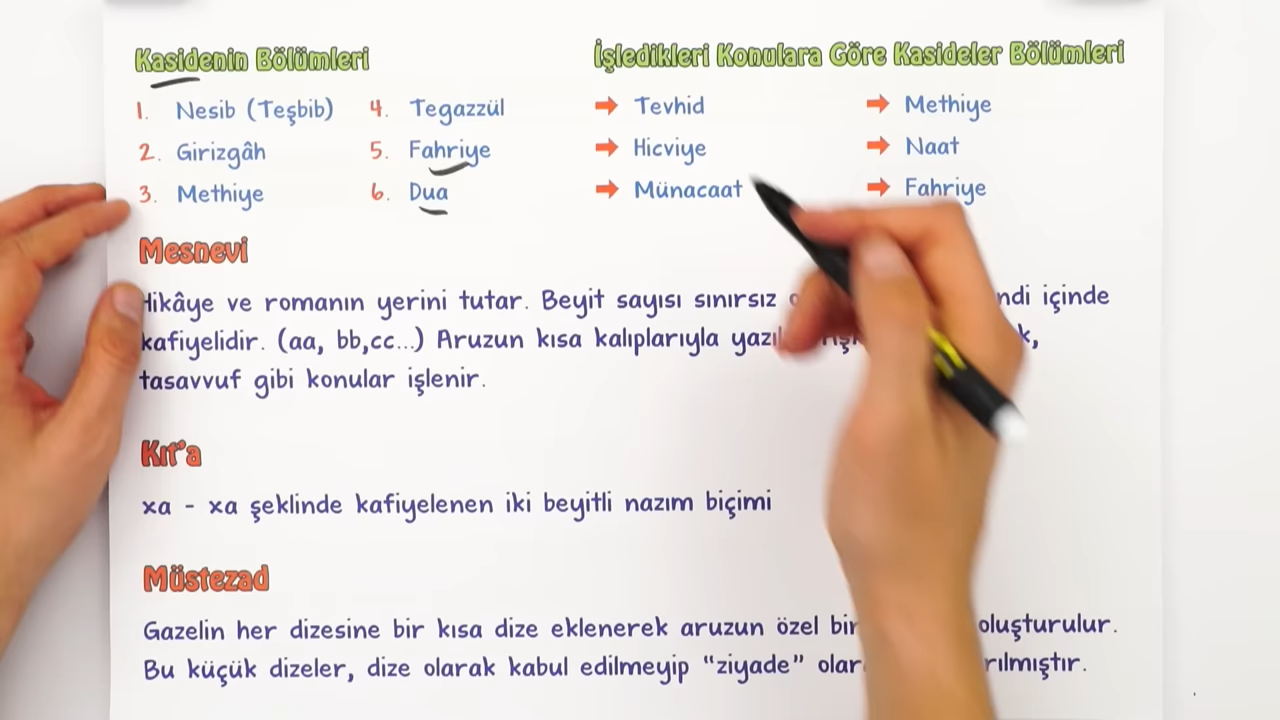 Kasidenin Bölümleri
1. Nesib (Teşbib)
2. Girizgâh
3. Methiye
4. Tegazzül
5. Fahriye
6. Dua
İşledikleri Konulara Göre Kasideler Bölümleri
Tevhid
Hicviye
Münacaat
Methiye
Naat
Fahriye
Mesnevi
Hikâye ve romanın yerini tutar. Beyit sayısı sınırsız içinde
kafiyelidir. (aa, bb,cc...) Aruzun kısa kalıplarıyla
tasavvuf gibi konular işlenir.
Kıt'a
xa - xa şeklinde kafiyelenen iki beyitli nazım biçimi
Müstezad
Gazelin her dizesine bir kısa dize eklenerek aruzun özel bir oluşturulur.
Bu küçük dizeler, dize olarak kabul edilmeyip “ziyade”